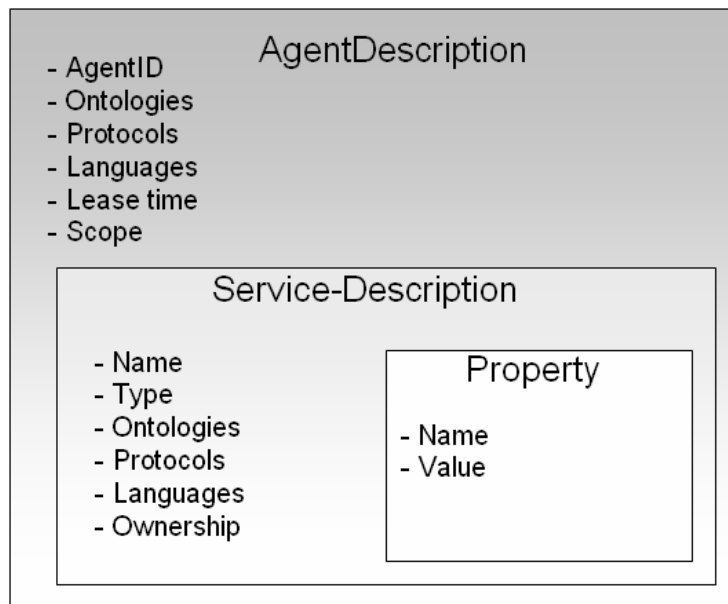 AgentDescription
- AgentID
- Ontologies
- Protocols
- Languages
- Lease time
- Scope
Service-Description
- Name
- Type
- Ontologies
- Protocols
- Languages
- Ownership
Property
- Name
- Value